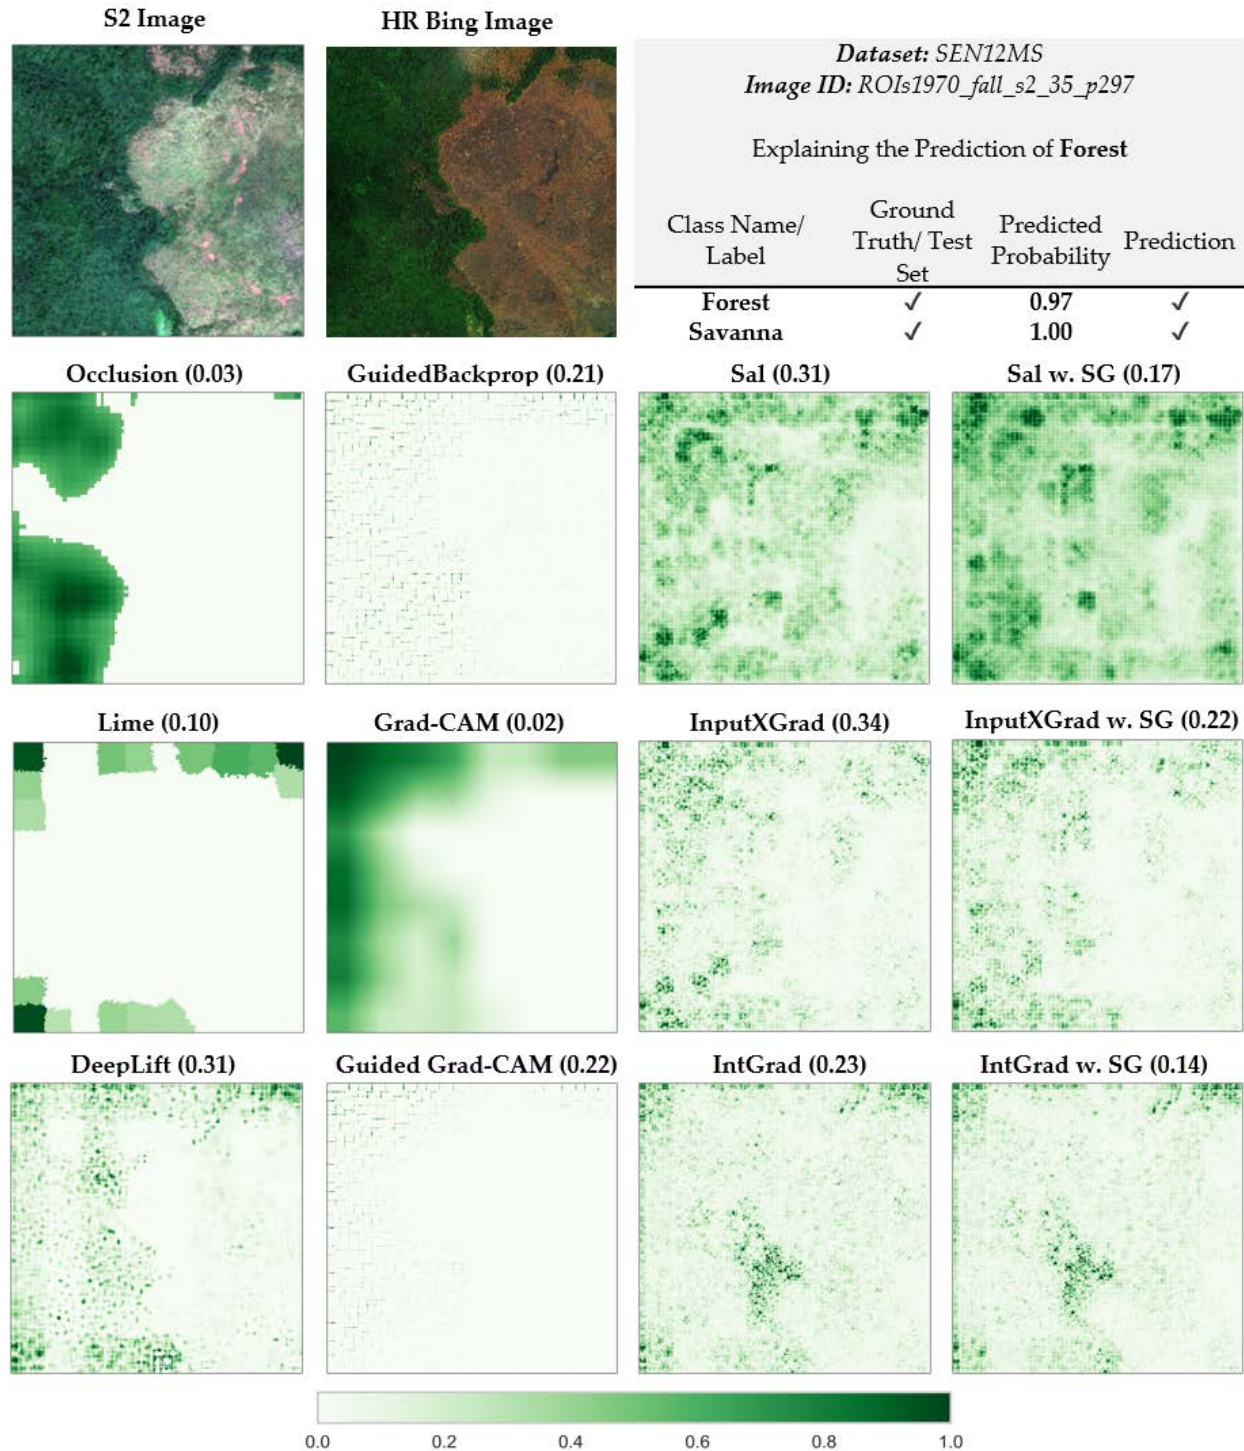 S2 Image
HR Bing Image
Dataset: SEN12MS
Image ID: ROIs1970_fall_s2_35_p297
Explaining the Prediction of Forest
Class Name/ Label
Ground Truth/ Test Set
Predicted Probability
Prediction
Forest ✓ 0.97 ✓
Savanna ✓ 1.00 ✓
Occlusion (0.03)
GuidedBackprop (0.21)
Sal (0.31)
Sal w. SG (0.17)
Lime (0.10)
Grad-CAM (0.02)
InputXGrad (0.34)
InputXGrad w. SG (0.22)
DeepLift (0.31)
Guided Grad-CAM (0.22)
IntGrad (0.23)
IntGrad w. SG (0.14)
0.0 0.2 0.4 0.6 0.8 1.0